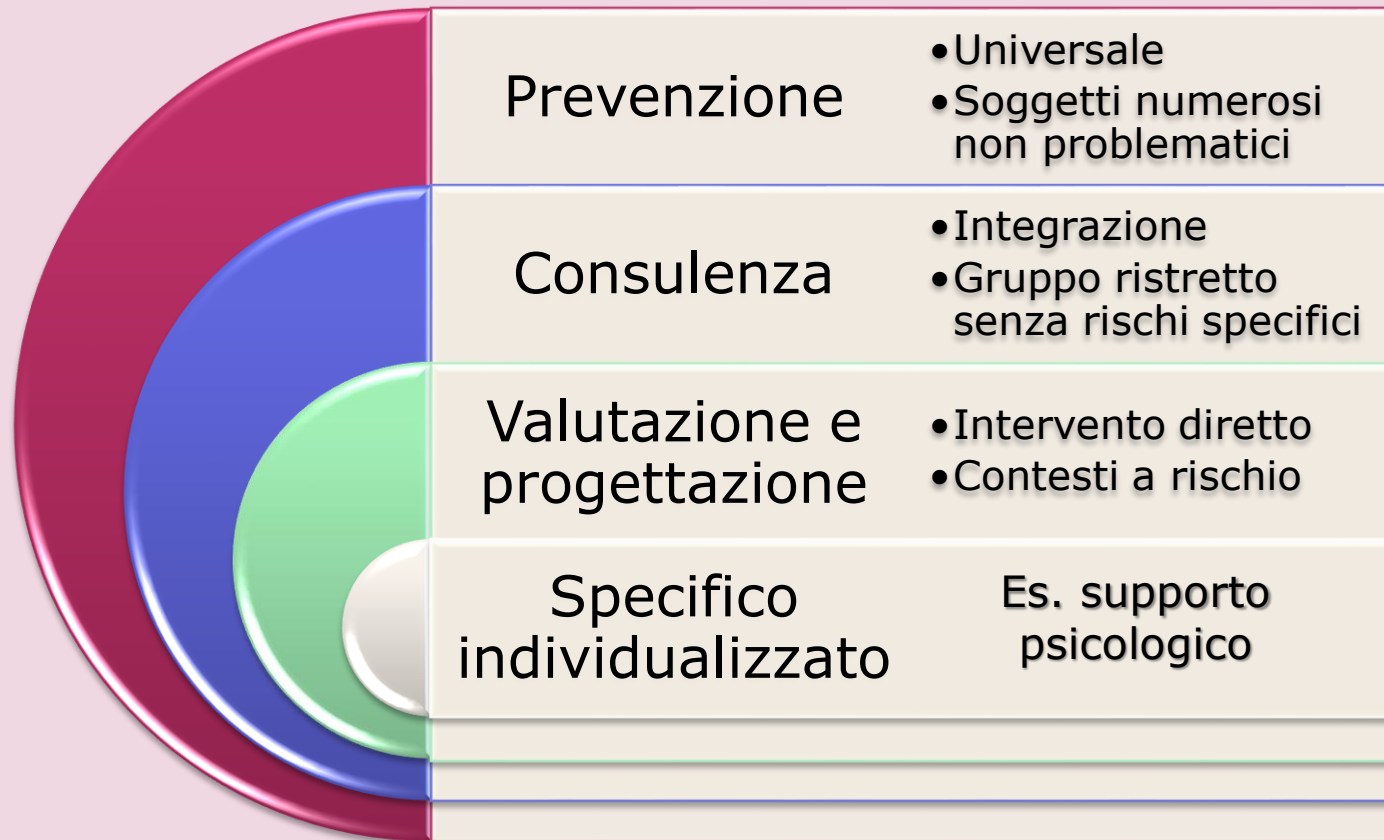 Prevenzione
•Universale
•Soggetti numerosi
non problematici
Consulenza
•Integrazione
•Gruppo ristretto
senza rischi specifici
Valutazione e
progettazione
•Intervento diretto
•Contesti a rischio
Specifico
individualizzato
Es. supporto
psicologico